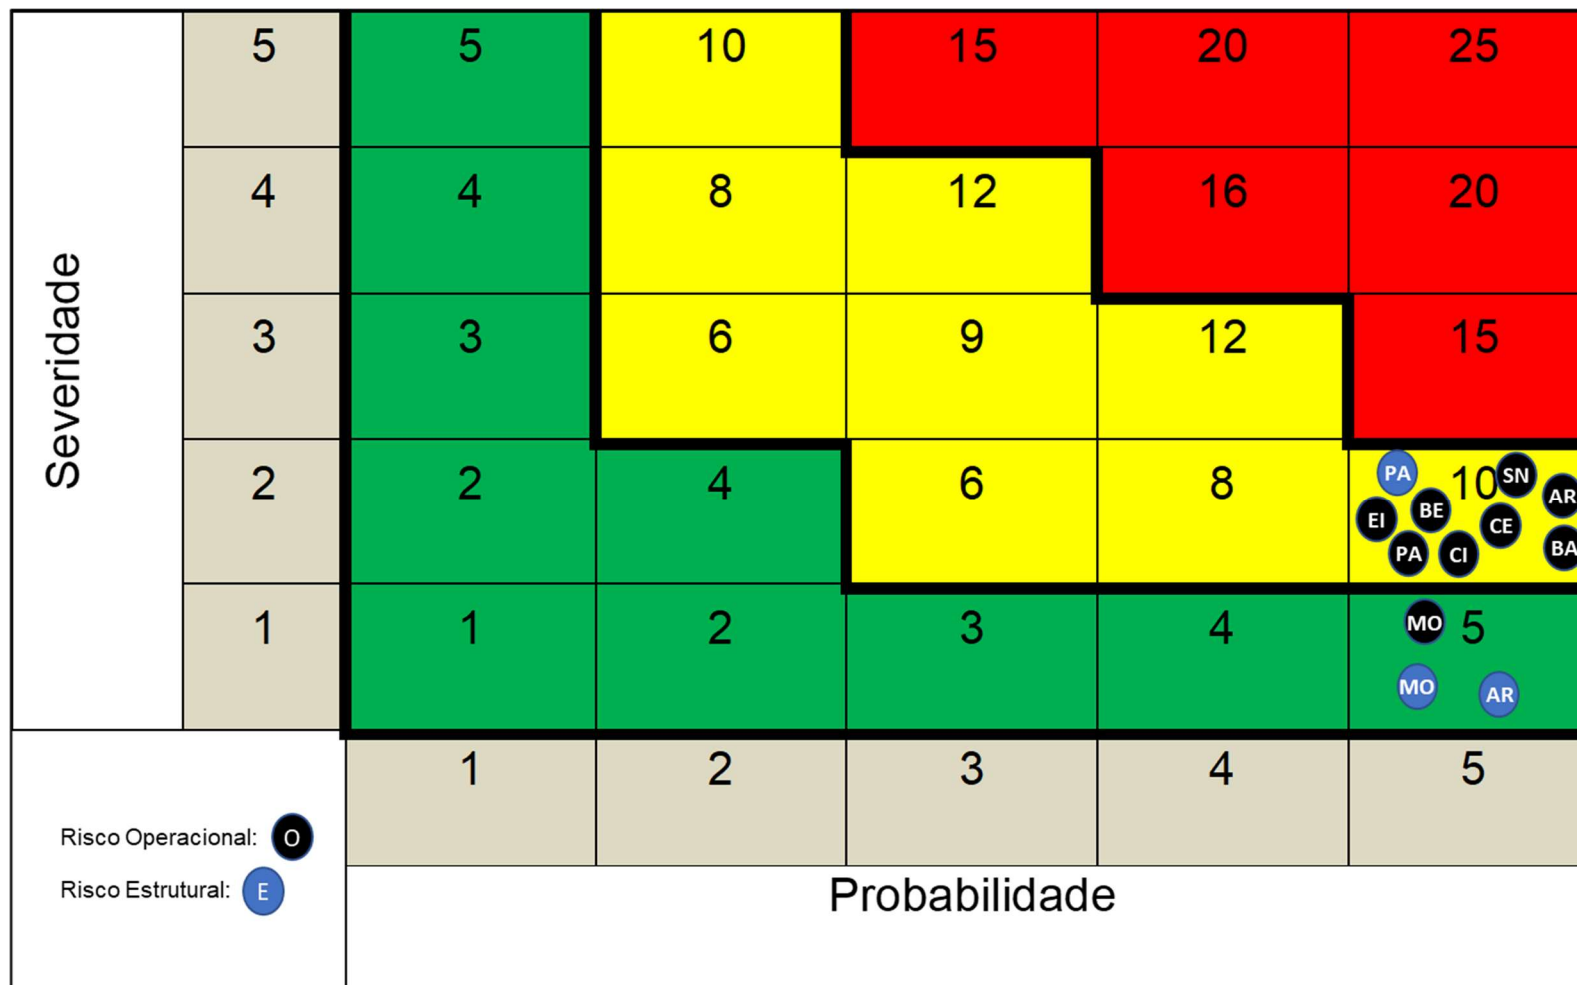 5 5 10 15 20 25
4 4 8 12 16 20
Severidade
3 3 6 9 12 15
2 2 4 6 8 10
PA SN AR
EI BE CE
PA CI BA
1 1 2 3 4 5
MO
MO AR
1 2 3 4 5
Risco Operacional: O
Risco Estrutural: E
Probabilidade